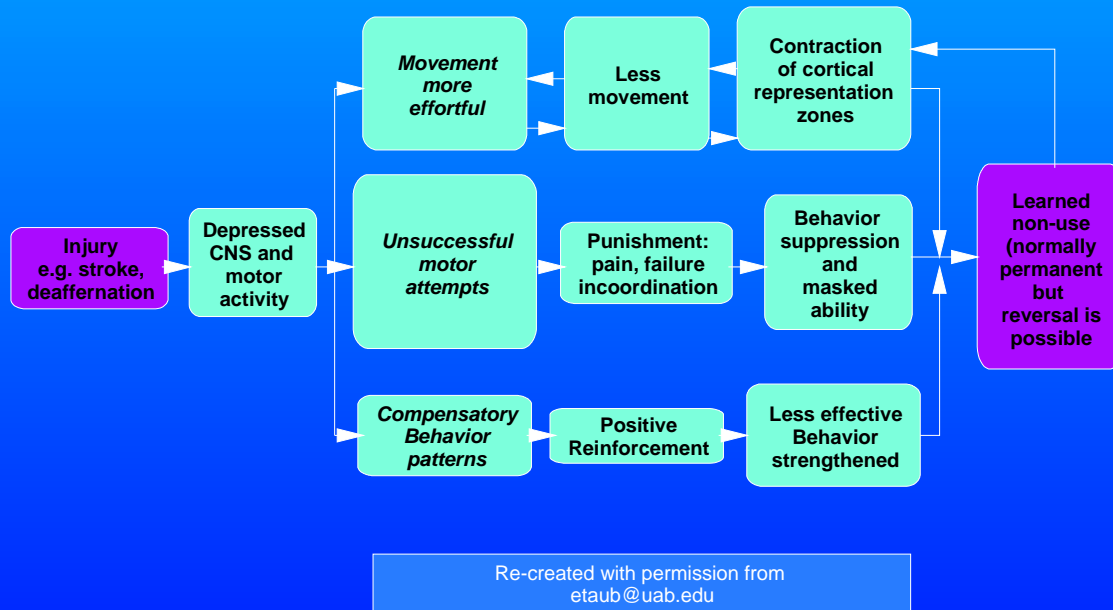 Injury
e.g. stroke,
deaffernation
Depressed
CNS and
motor
activity
Movement
more
effortful
Less
movement
Contraction
of cortical
representation
zones
Unsuccessful
motor
attempts
Punishment:
pain, failure
incoordination
Behavior
suppression
and
masked
ability
Compensatory
Behavior
patterns
Positive
Reinforcement
Less effective
Behavior
strengthened
Learned
non-use
(normally
permanent
but
reversal is
possible
Re-created with permission from
etaub@uab.edu